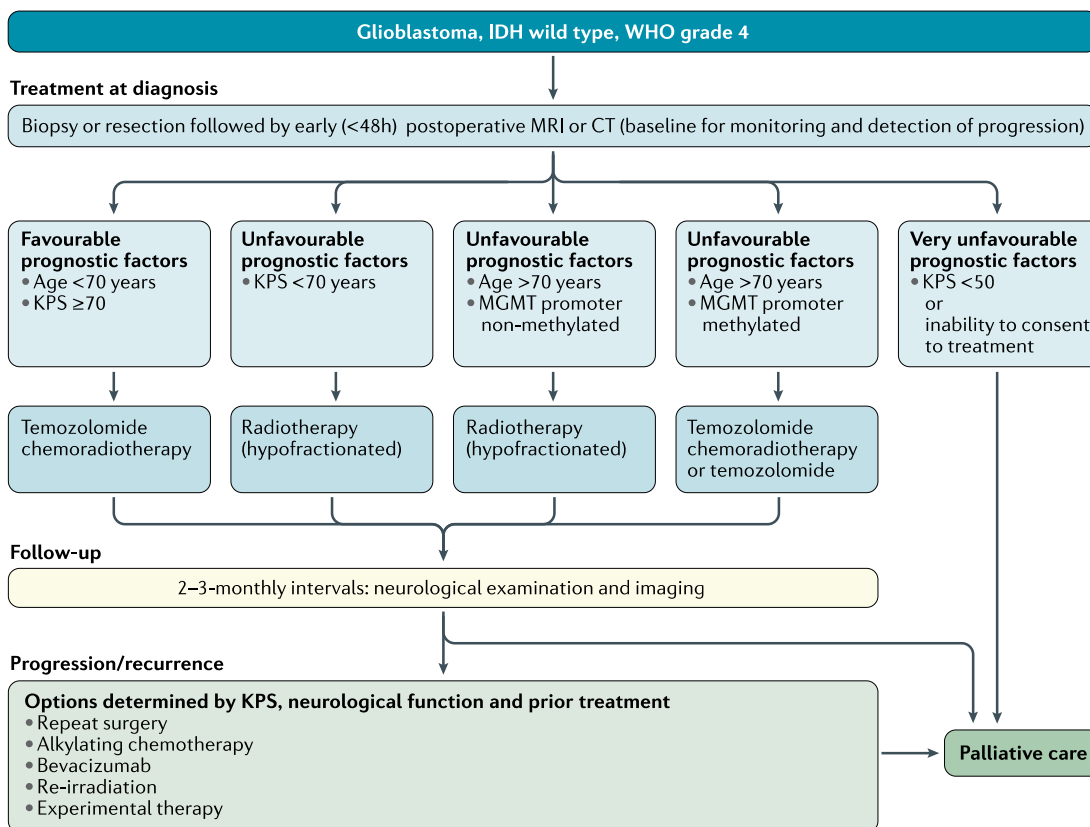 Glioblastoma, IDH wild type, WHO grade 4
Treatment at diagnosis
Biopsy or resection followed by early (<48h) postoperative MRI or CT (baseline for monitoring and detection of progression)
Favourable
prognostic factors
• Age <70 years
• KPS ≥70
Unfavourable
prognostic factors
• KPS <70 years
Unfavourable
prognostic factors
• Age >70 years
• MGMT promoter
non-methylated
Unfavourable
prognostic factors
• Age >70 years
• MGMT promoter
methylated
Very unfavourable
prognostic factors
• KPS <50
or
inability to consent
to treatment
Temozolomide
chemoradiotherapy
Radiotherapy
(hypofractionated)
Radiotherapy
(hypofractionated)
Temozolomide
chemoradiotherapy
or temozolomide
Follow-up
2–3-monthly intervals: neurological examination and imaging
Progression/recurrence
Options determined by KPS, neurological function and prior treatment
• Repeat surgery
• Alkylating chemotherapy
• Bevacizumab
• Re-irradiation
• Experimental therapy
Palliative care